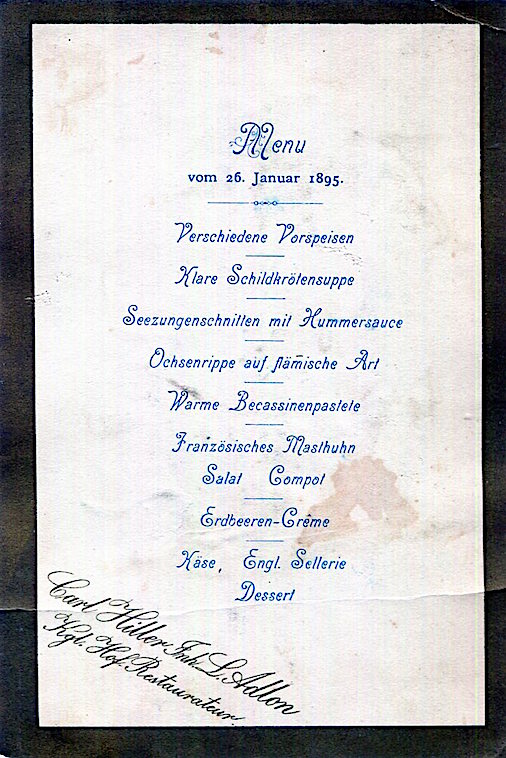 Menu
vom 26. Januar 1895.
Verschiedene Vorspeisen
Klare Schildkrötensuppe
Seezungenschnitten mit Hummersauce
Ochsenrippe auf flämische Art
Warme Becassinenpastete
Französisches Masthuhn
Salat Compot
Erdbeeren-Crême
Käse, Engl. Sellerie
Dessert
Carl Hiller Inh. L. Adlon
Kgl. Hof. Restaurateur.